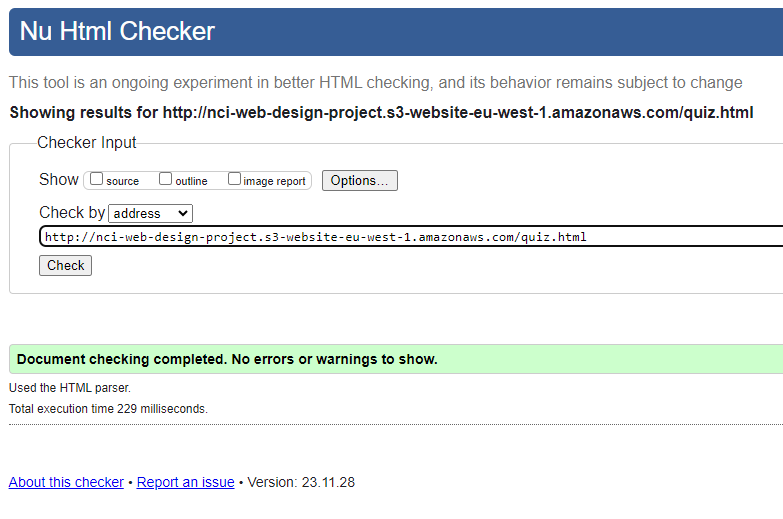 Nu Html Checker
This tool is an ongoing experiment in better HTML checking, and its behavior remains subject to change
Showing results for http://nci-web-design-project.s3-website-eu-west-1.amazonaws.com/quiz.html
Checker Input
Show source outline image report Options...
Check by address
http://nci-web-design-project.s3-website-eu-west-1.amazonaws.com/quiz.html
Check
Document checking completed. No errors or warnings to show.
Used the HTML parser.
Total execution time 229 milliseconds.
About this checker • Report an issue • Version: 23.11.28